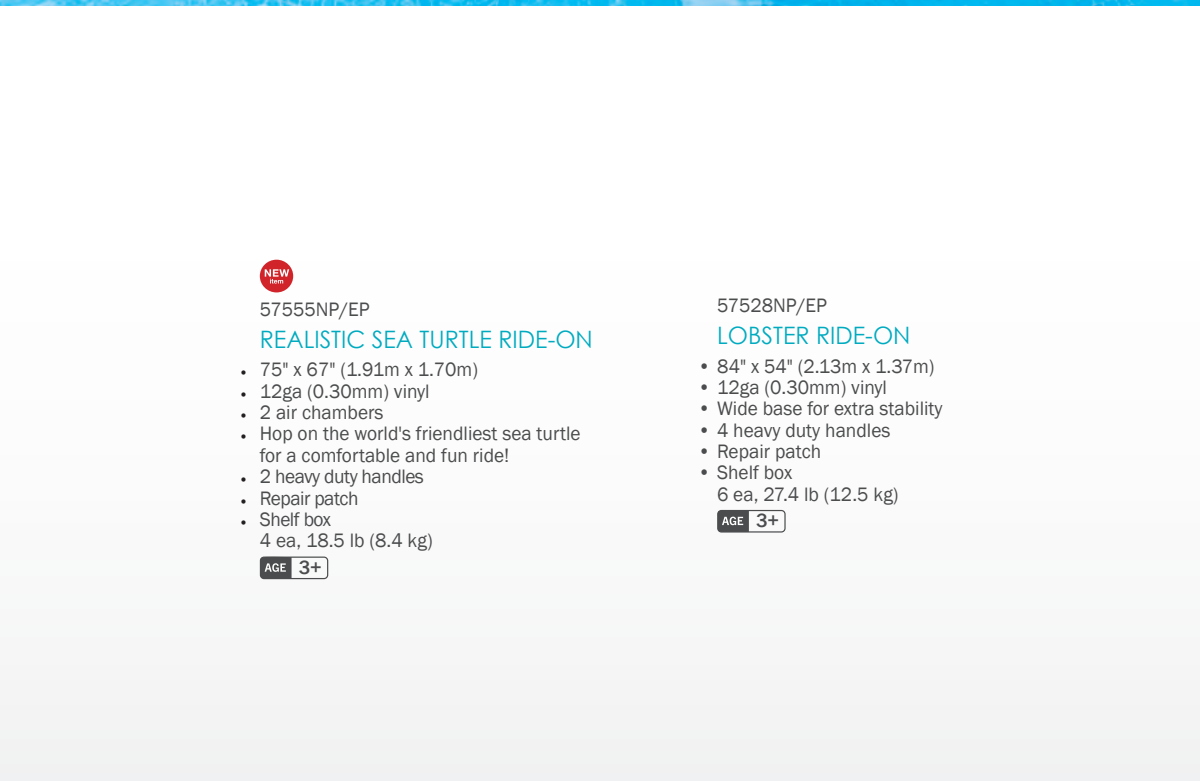 NEW
item
57555NP/EP
REALISTIC SEA TURTLE RIDE-ON
• 75" x 67" (1.91m x 1.70m)
• 12ga (0.30mm) vinyl
• 2 air chambers
• Hop on the world's friendliest sea turtle
for a comfortable and fun ride!
• 2 heavy duty handles
• Repair patch
• Shelf box
4 ea, 18.5 lb (8.4 kg)
AGE 3+
57528NP/EP
LOBSTER RIDE-ON
• 84" x 54" (2.13m x 1.37m)
• 12ga (0.30mm) vinyl
• Wide base for extra stability
• 4 heavy duty handles
• Repair patch
• Shelf box
6 ea, 27.4 lb (12.5 kg)
AGE 3+